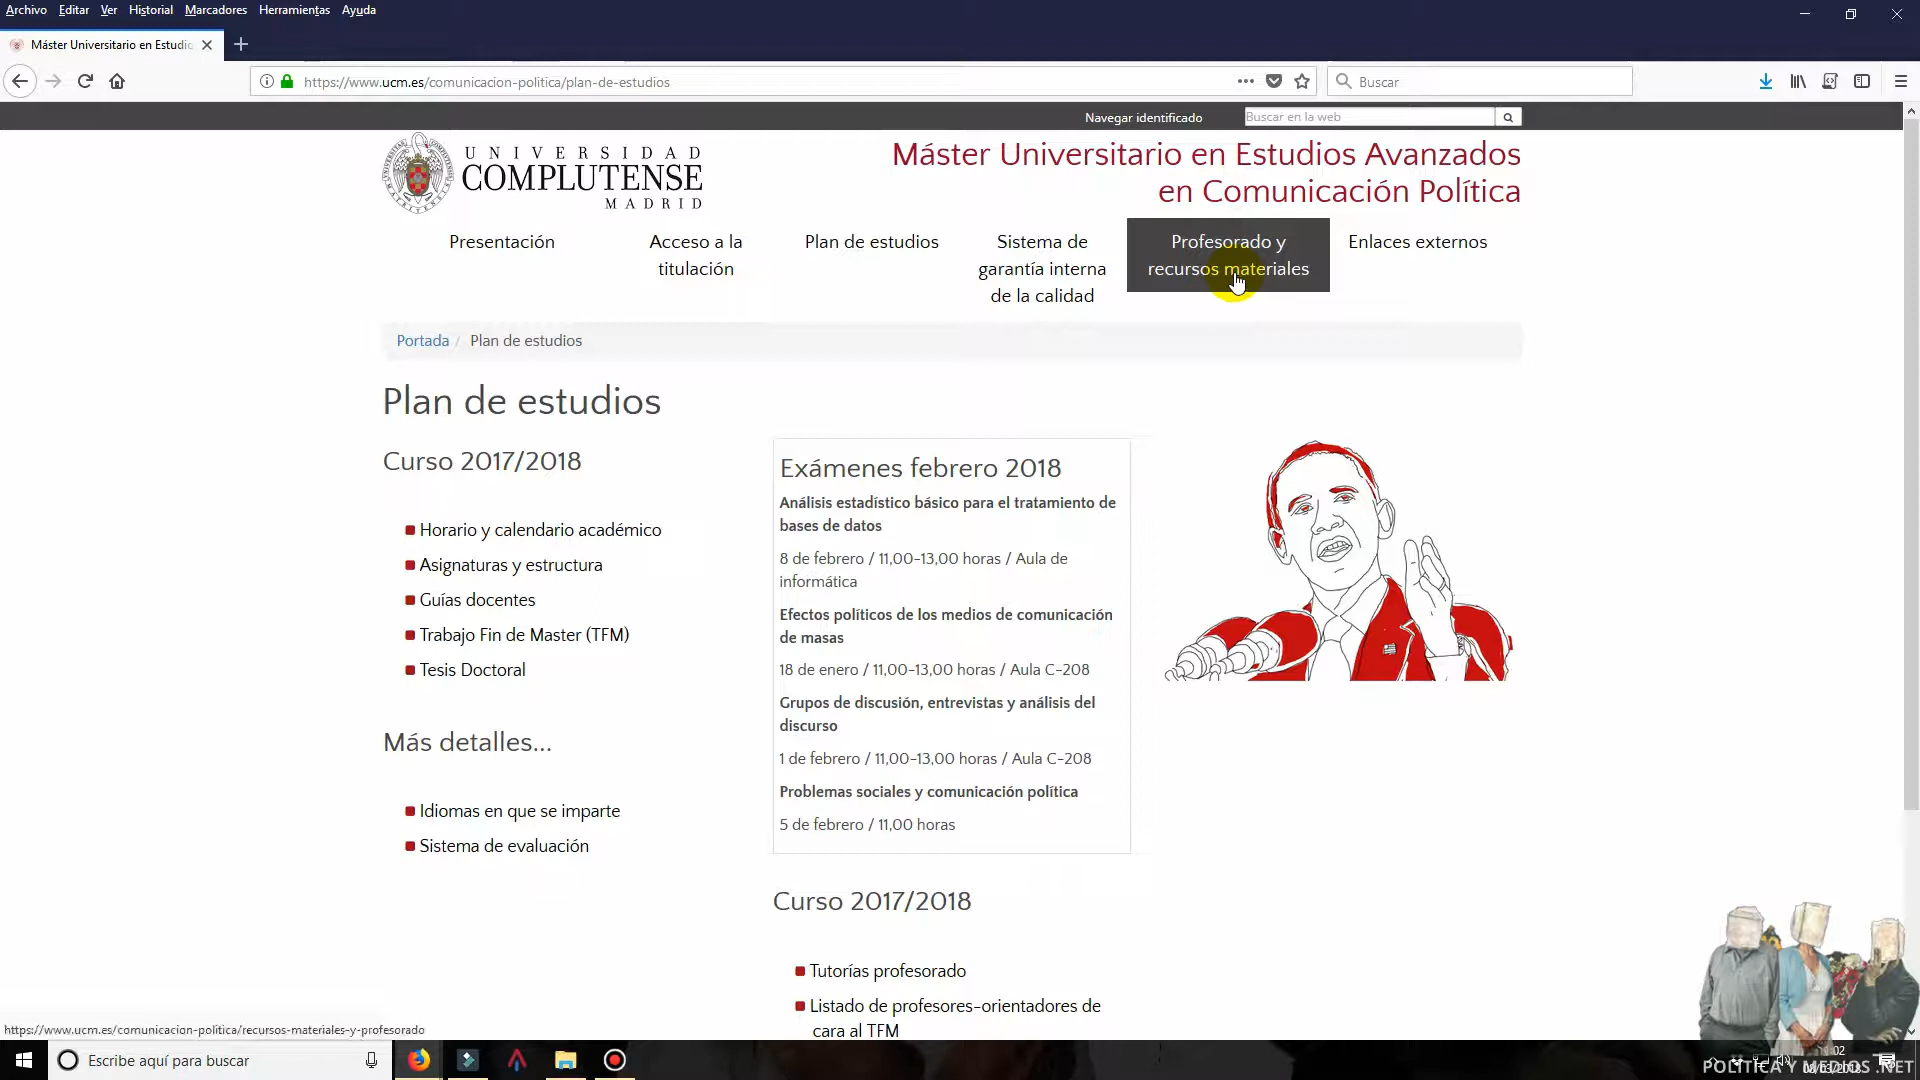 Archivo Editar Ver Historial Marcadores Herramientas Ayuda
Máster Universitario en Estudio
https://www.ucm.es/comunicacion-politica/plan-de-estudios
Buscar
Navegar identificado
Buscar en la web
UNIVERSIDAD
COMPLUTENSE
MADRID
Máster Universitario en Estudios Avanzados
en Comunicación Política
Presentación
Acceso a la
titulación
Plan de estudios
Sistema de
garantía interna
de la calidad
Profesorado y
recursos materiales
Enlaces externos
Portada / Plan de estudios
Plan de estudios
Curso 2017/2018
Horario y calendario académico
Asignaturas y estructura
Guías docentes
Trabajo Fin de Master (TFM)
Tesis Doctoral
Más detalles...
Idiomas en que se imparte
Sistema de evaluación
Exámenes febrero 2018
Análisis estadístico básico para el tratamiento de
bases de datos
8 de febrero / 11,00-13,00 horas / Aula de
informática
Efectos políticos de los medios de comunicación
de masas
18 de enero / 11,00-13,00 horas / Aula C-208
Grupos de discusión, entrevistas y análisis del
discurso
1 de febrero / 11,00-13,00 horas / Aula C-208
Problemas sociales y comunicación política
5 de febrero / 11,00 horas
Curso 2017/2018
Tutorías profesorado
Listado de profesores-orientadores de
cara al TFM
https://www.ucm.es/comunicacion-politica/recursos-materiales-y-profesorado
Escribe aquí para buscar
POLÍTICA Y MEDIOS .NET